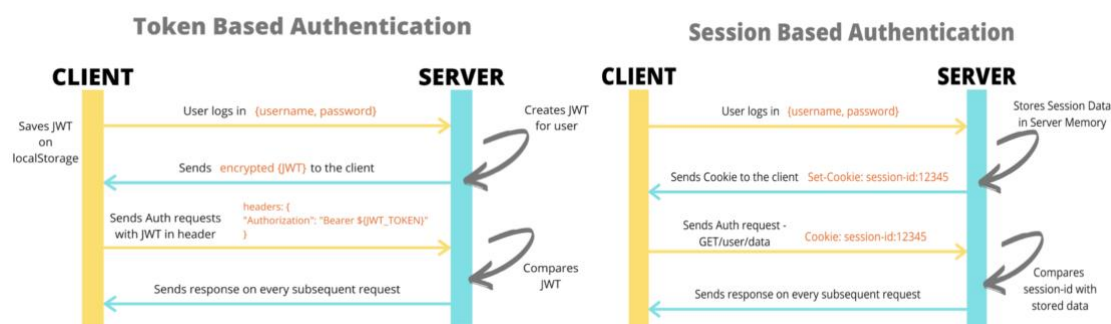 Token Based Authentication
CLIENT
SERVER
User logs in {username, password}
Creates JWT
for user
Saves JWT
on
localStorage
Sends encrypted {JWT} to the client
Sends Auth requests
with JWT in header
headers: {
"Authorization": "Bearer ${JWT_TOKEN}"
}
Compares
JWT
Sends response on every subsequent request
Session Based Authentication
CLIENT
SERVER
User logs in {username, password}
Stores Session Data
in Server Memory
Sends Cookie to the client Set-Cookie: session-id:12345
Sends Auth request -
GET/user/data
Cookie: session-id:12345
Compares
session-id with
stored data
Sends response on every subsequent request